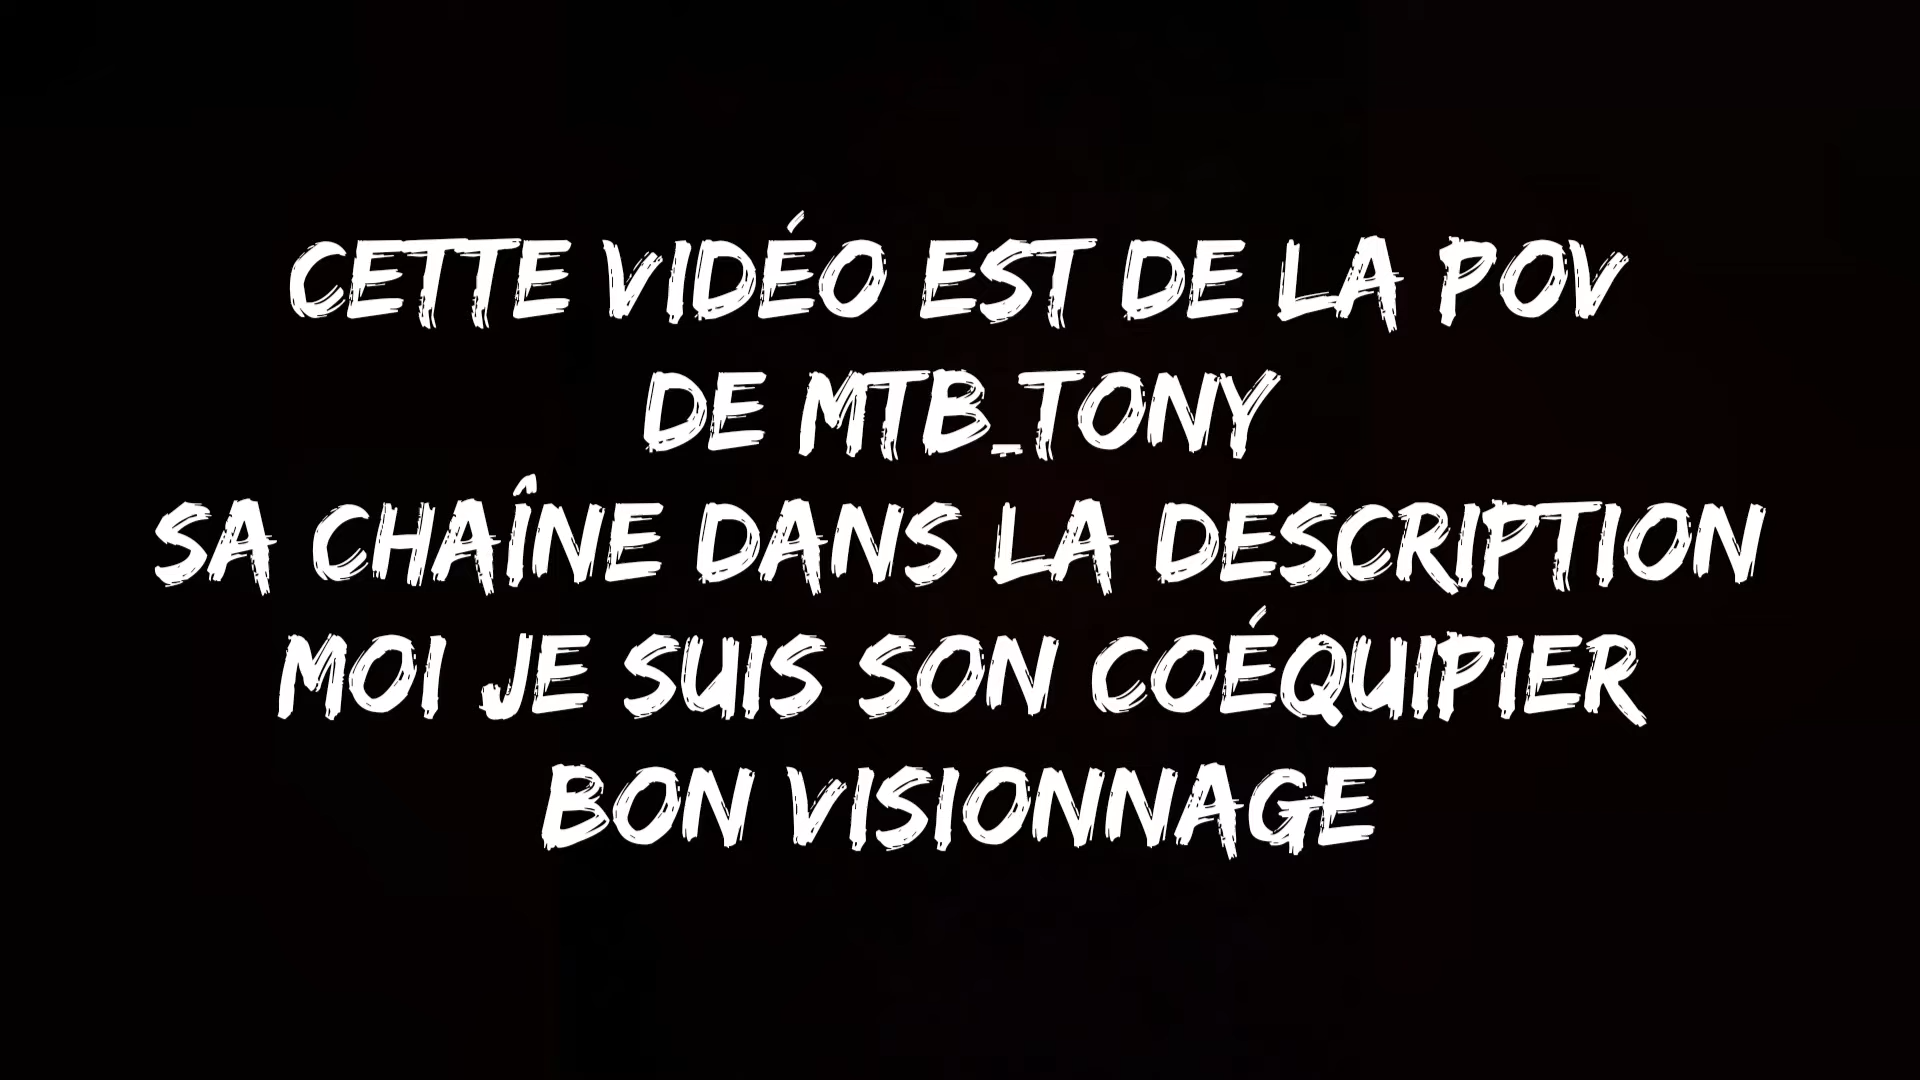 CETTE VIDÉO EST DE LA POV
DE MTB_TONY
SA CHAÎNE DANS LA DESCRIPTION
MOI JE SUIS SON COÉQUIPIER
BON VISIONNAGE